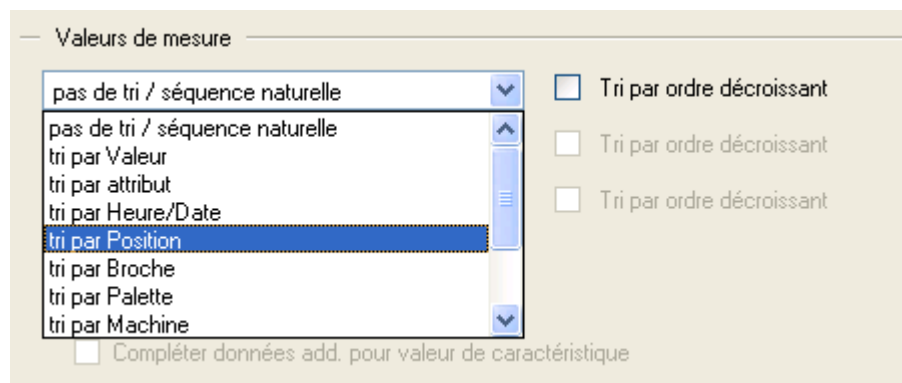 Valeurs de mesure
pas de tri / séquence naturelle
Tri par ordre décroissant
pas de tri / séquence naturelle
tri par Valeur
Tri par ordre décroissant
tri par attribut
tri par Heure/Date
Tri par ordre décroissant
tri par Position
tri par Broche
tri par Palette
tri par Machine
Compléter données add. pour valeur de caractéristique